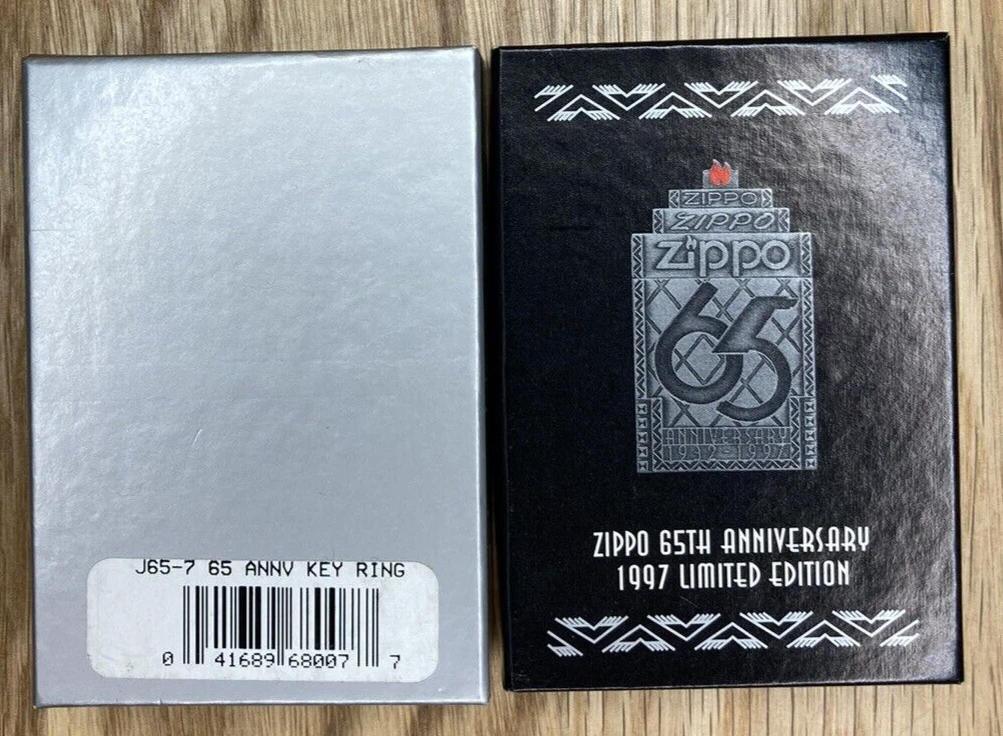 J65-7 65 ANNV KEY RING
0 41689 68007 7
ZIPPO
ZIPPO
Zippo
65
ANNIVERSARY
1932-1997
ZIPPO 65TH ANNIVERSARY
1997 LIMITED EDITION